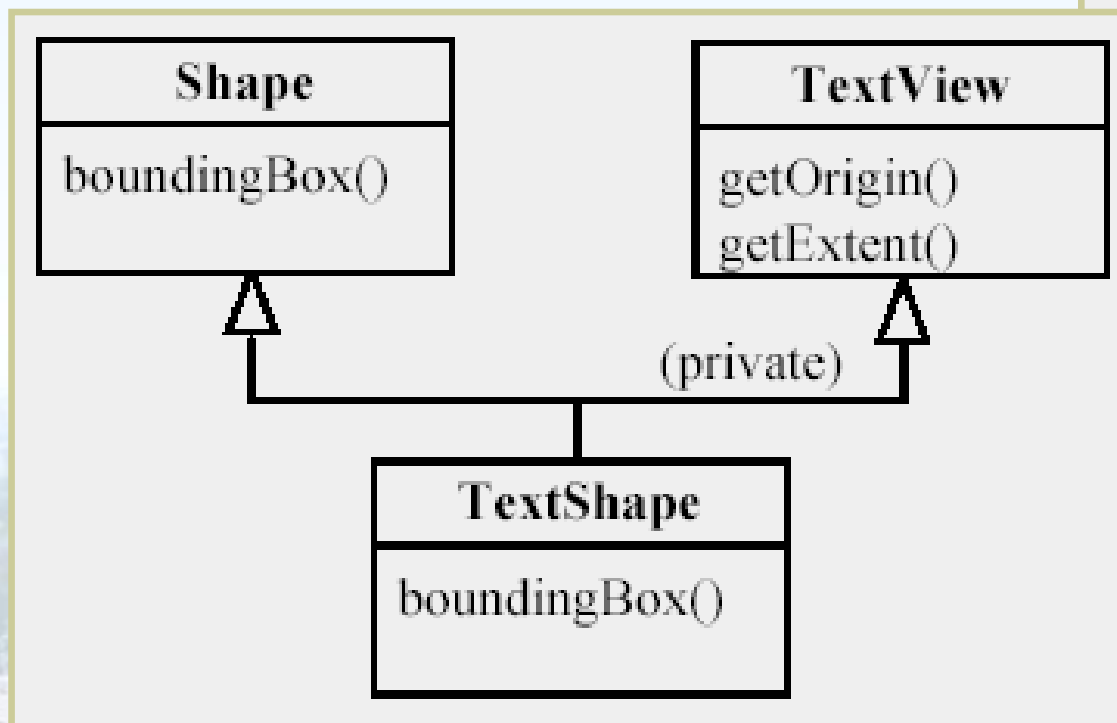 Shape
boundingBox()
TextView
getOrigin()
getExtent()
(private)
TextShape
boundingBox()